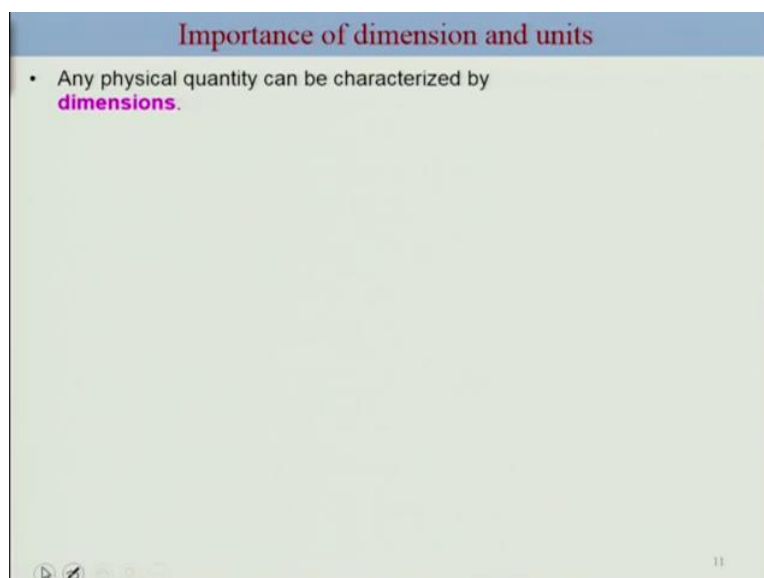 Importance of dimension and units
• Any physical quantity can be characterized by
dimensions.
11